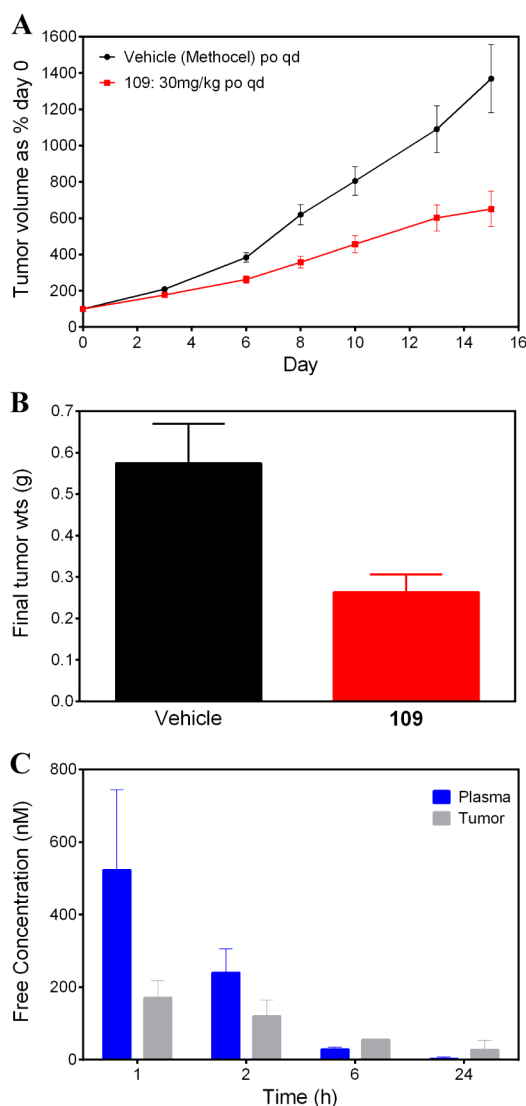 A
Tumor volume as % day 0
1600
1400
1200
1000
800
600
400
200
0
Vehicle (Methocel) po qd
109: 30mg/kg po qd
0 2 4 6 8 10 12 14 16
Day
B
Final tumor wts (g)
0.7
0.6
0.5
0.4
0.3
0.2
0.1
0.0
Vehicle 109
C
Free Concentration (nM)
800
600
400
200
0
Plasma
Tumor
1 2 6 24
Time (h)